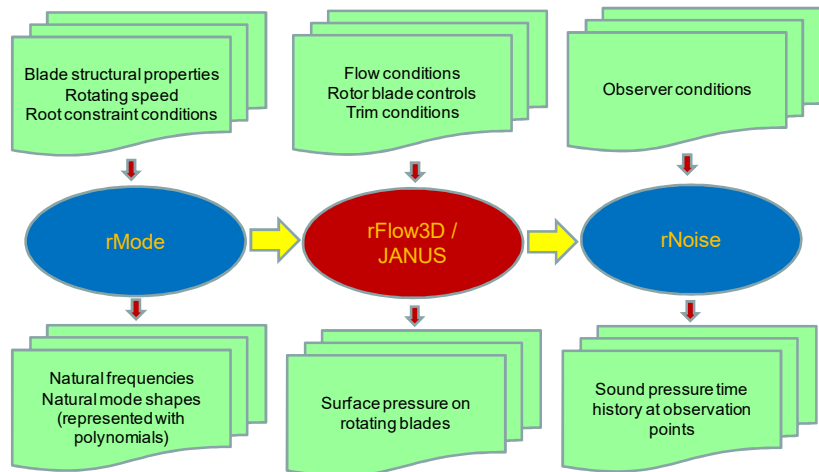 Blade structural properties
Rotating speed
Root constraint conditions
Flow conditions
Rotor blade controls
Trim conditions
Observer conditions
rMode
rFlow3D /
JANUS
rNoise
Natural frequencies
Natural mode shapes
(represented with
polynomials)
Surface pressure on
rotating blades
Sound pressure time
history at observation
points